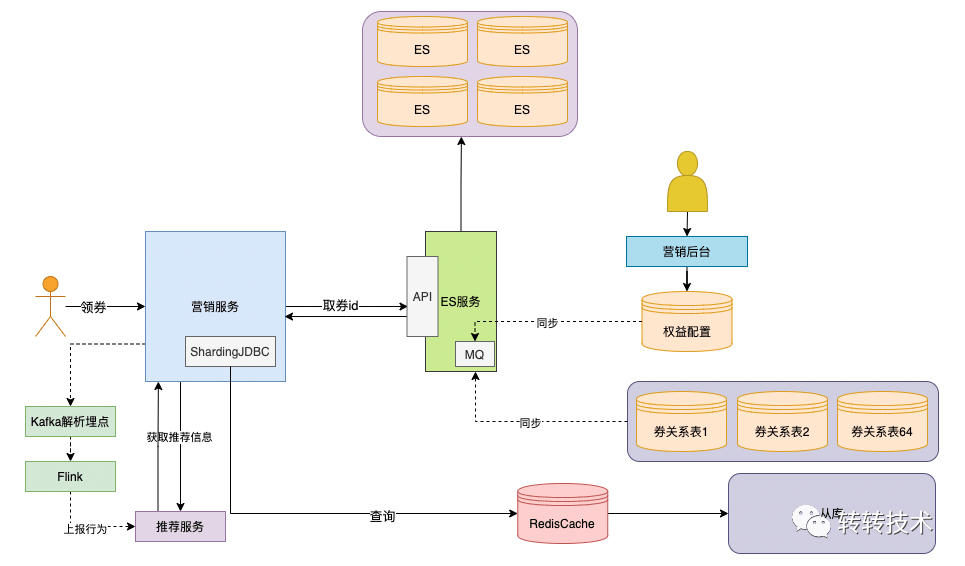 ES
ES
ES
ES
营销后台
权益配置
领券
营销服务
ShardingJDBC
取券id
API
ES服务
MQ
同步
同步
券关系表1
券关系表2
券关系表64
Kafka解析埋点
Flink
上报行为
获取推荐信息
推荐服务
查询
RedisCache
从库
转转技术